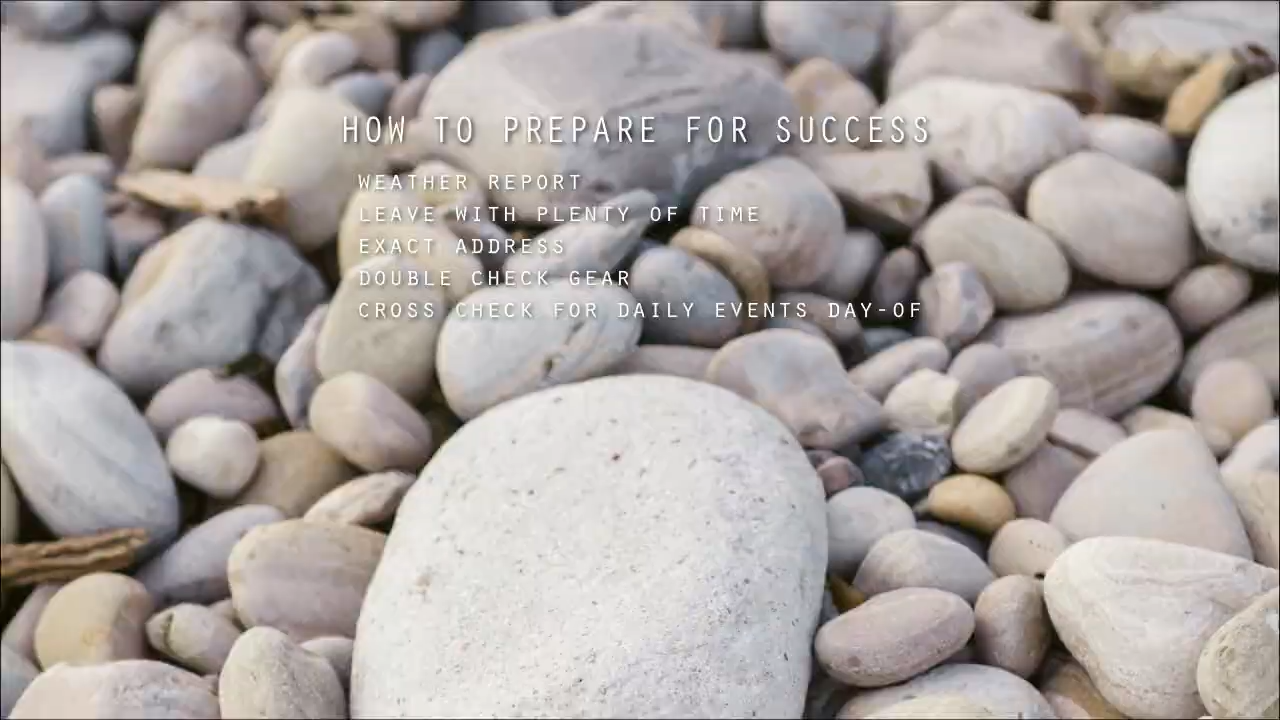 HOW TO PREPARE FOR SUCCESS
WEATHER REPORT
LEAVE WITH PLENTY OF TIME
EXACT ADDRESS
DOUBLE CHECK GEAR
CROSS CHECK FOR DAILY EVENTS DAY-OF